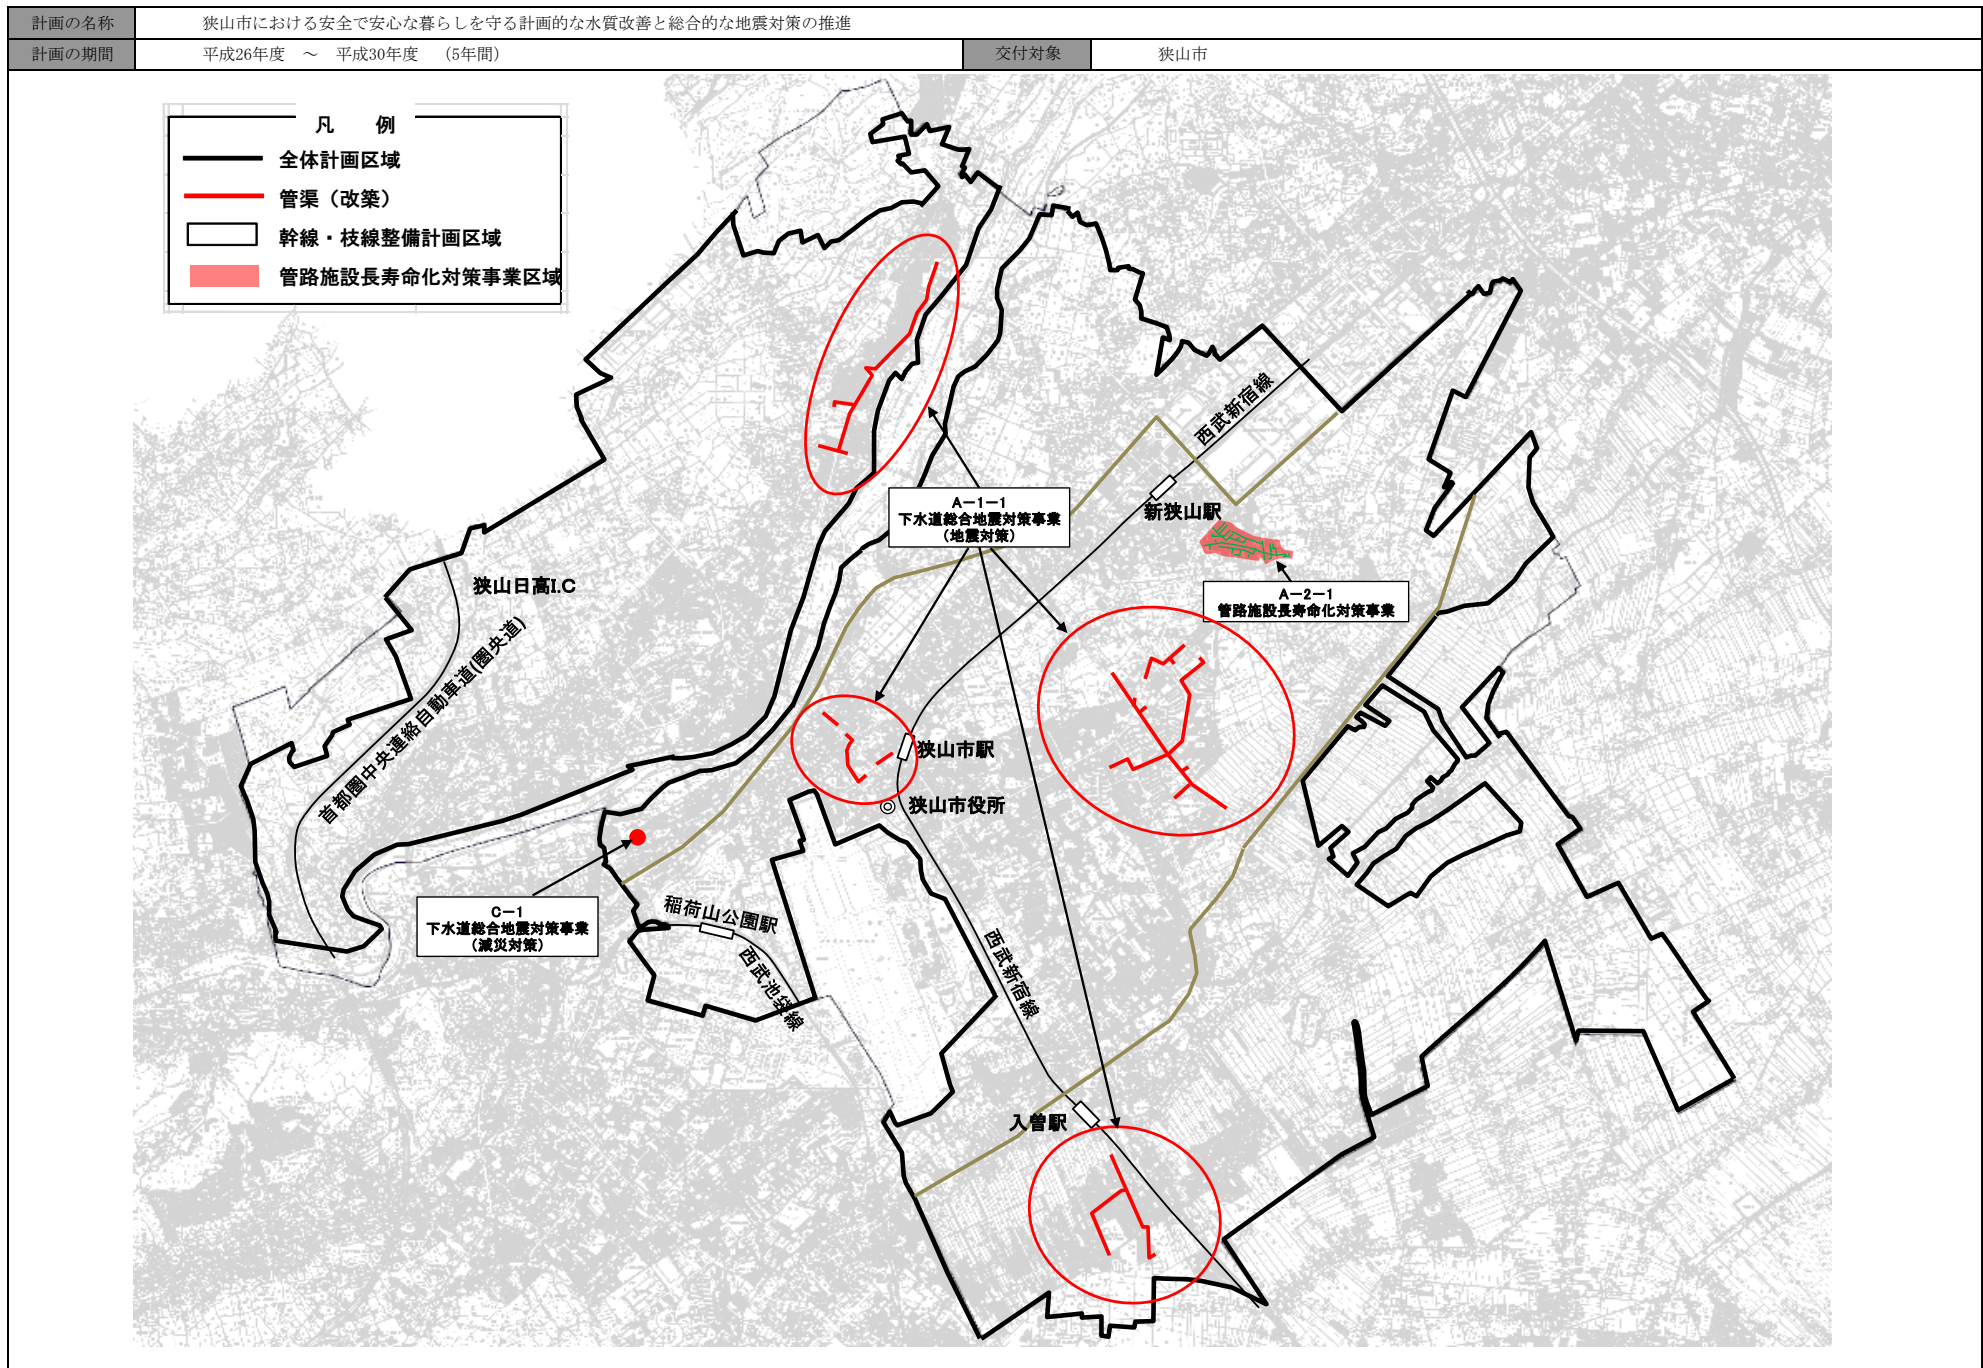 計画の名称 狭山市における安全で安心な暮らしを守る計画的な水質改善と総合的な地震対策の推進
計画の期間 平成26年度 ～ 平成30年度 （5年間） 交付対象 狭山市
凡 例
全体計画区域
管渠（改築）
幹線・枝線整備計画区域
管路施設長寿命化対策事業区域
西武新宿線
A－1－1
下水道総合地震対策事業
（地震対策）
新狭山駅
狭山日高I.C
A－2－1
管路施設長寿命化対策事業
首都圏中央連絡自動車道(圏央道)
狭山市駅
狭山市役所
C－1
下水道総合地震対策事業
（減災対策）
稲荷山公園駅
西武池袋線
西武新宿線
入曽駅